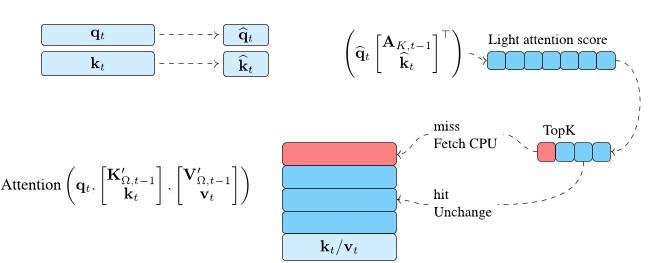 q_t
q̂_t
k_t
k̂_t
(q̂_t [A_{K,t−1} k̂_t]^⊤)
Light attention score
miss
Fetch CPU
TopK
Attention (q_t, [K′_{Ω,t−1} k_t], [V′_{Ω,t−1} v_t])
hit
Unchange
k_t/v_t